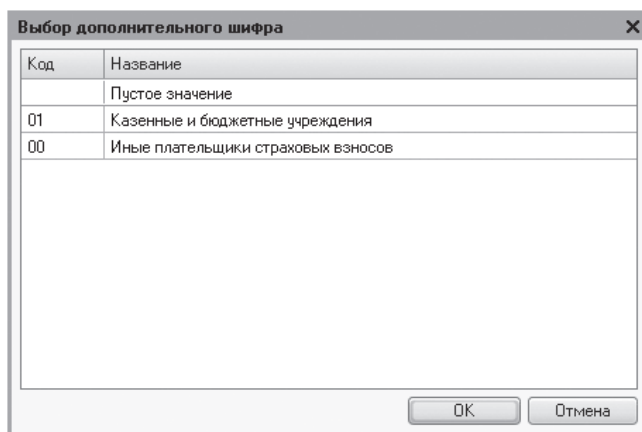 Выбор дополнительного шифра
Код Название
Пустое значение
01 Казенные и бюджетные учреждения
00 Иные плательщики страховых взносов
OK Отмена